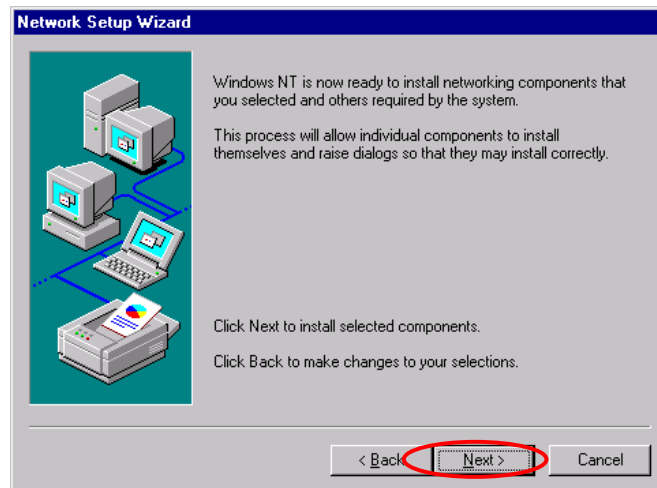 Network Setup Wizard
Windows NT is now ready to install networking components that
you selected and others required by the system.
This process will allow individual components to install
themselves and raise dialogs so that they may install correctly.
Click Next to install selected components.
Click Back to make changes to your selections.
< Back Next > Cancel